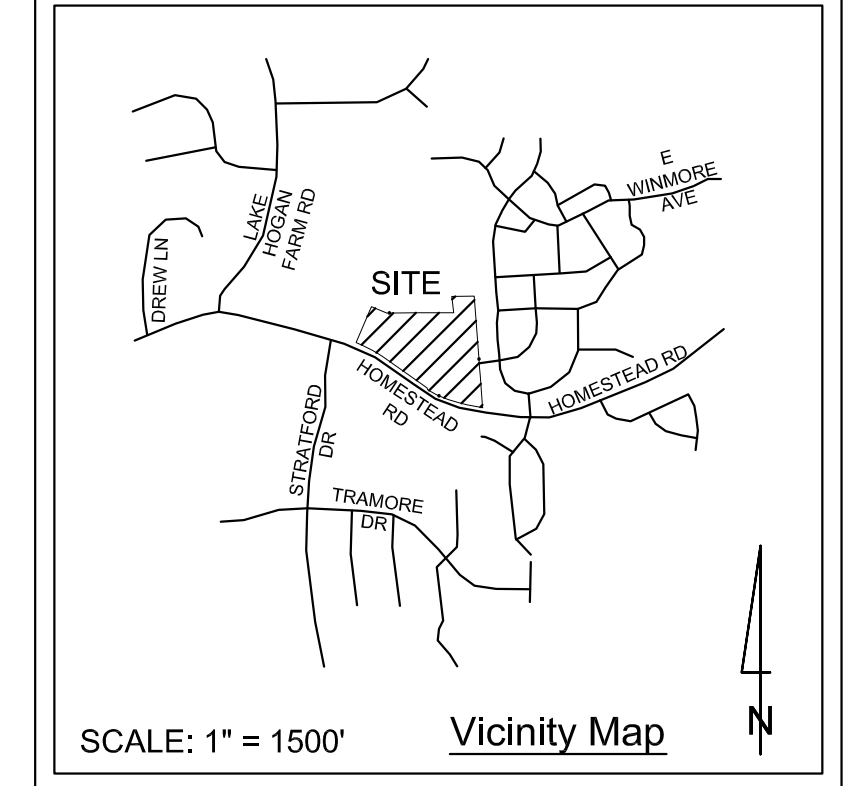 E
WINMORE
AVE
LAKE
HOGAN
FARM RD
DREW LN
SITE
HOMESTEAD
RD
HOMESTEAD RD
STRATFORD
DR
TRAMORE
DR
N
SCALE: 1" = 1500'
Vicinity Map